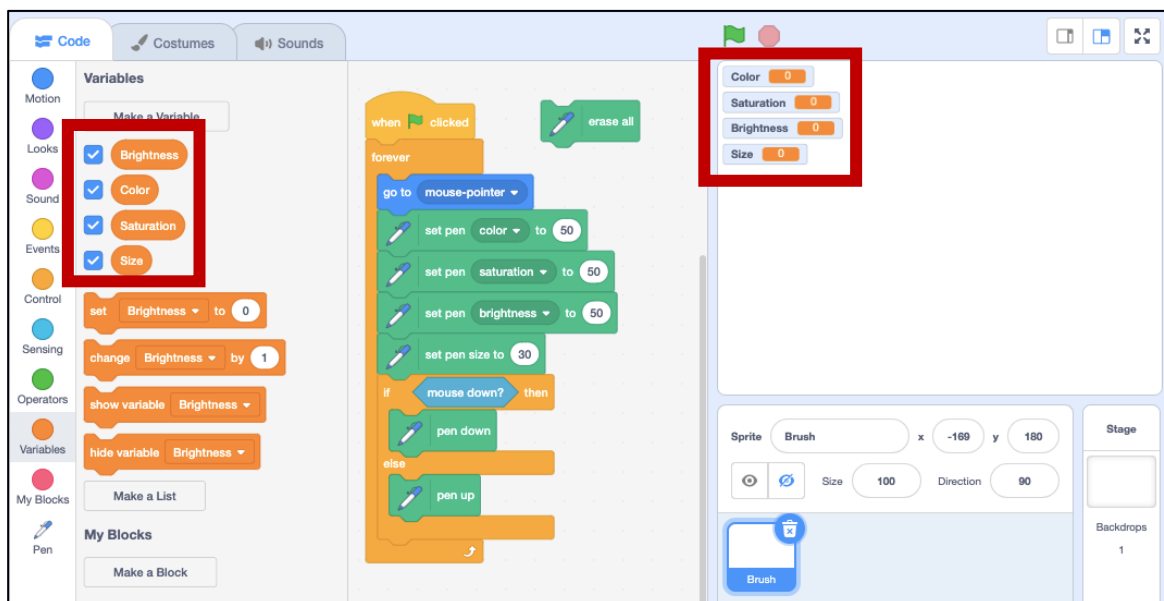 Code
Costumes
Sounds
Motion
Looks
Sound
Events
Control
Sensing
Operators
Variables
My Blocks
Pen
Variables
Make a Variable
Brightness
Color
Saturation
Size
set Brightness to 0
change Brightness by 1
show variable Brightness
hide variable Brightness
Make a List
My Blocks
Make a Block
when clicked
forever
go to mouse-pointer
set pen color to 50
set pen saturation to 50
set pen brightness to 50
set pen size to 30
if mouse down? then
pen down
else
pen up
erase all
Color 0
Saturation 0
Brightness 0
Size 0
Sprite Brush x -169 y 180
Size 100 Direction 90
Brush
Stage
Backdrops
1